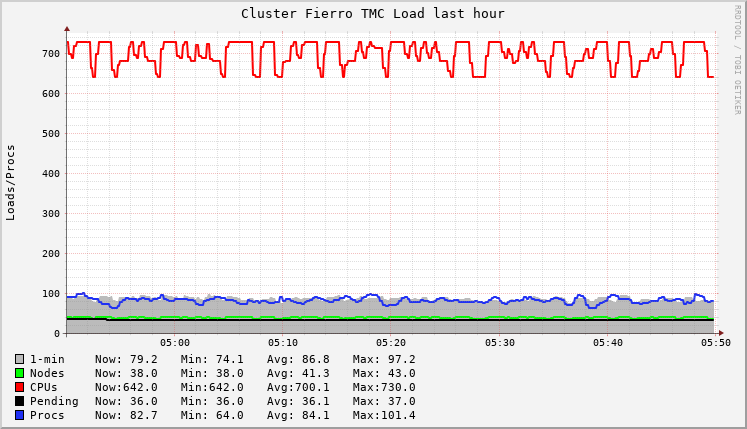 Cluster Fierro TMC Load last hour
RRDTOOL / TOBI OETIKER
Loads/Procs
700
600
500
400
300
200
100
0
05:00 05:10 05:20 05:30 05:40 05:50
1-min Now: 79.2 Min: 74.1 Avg: 86.8 Max: 97.2
Nodes Now: 38.0 Min: 38.0 Avg: 41.3 Max: 43.0
CPUs Now:642.0 Min:642.0 Avg:700.1 Max:730.0
Pending Now: 36.0 Min: 36.0 Avg: 36.1 Max: 37.0
Procs Now: 82.7 Min: 64.0 Avg: 84.1 Max:101.4